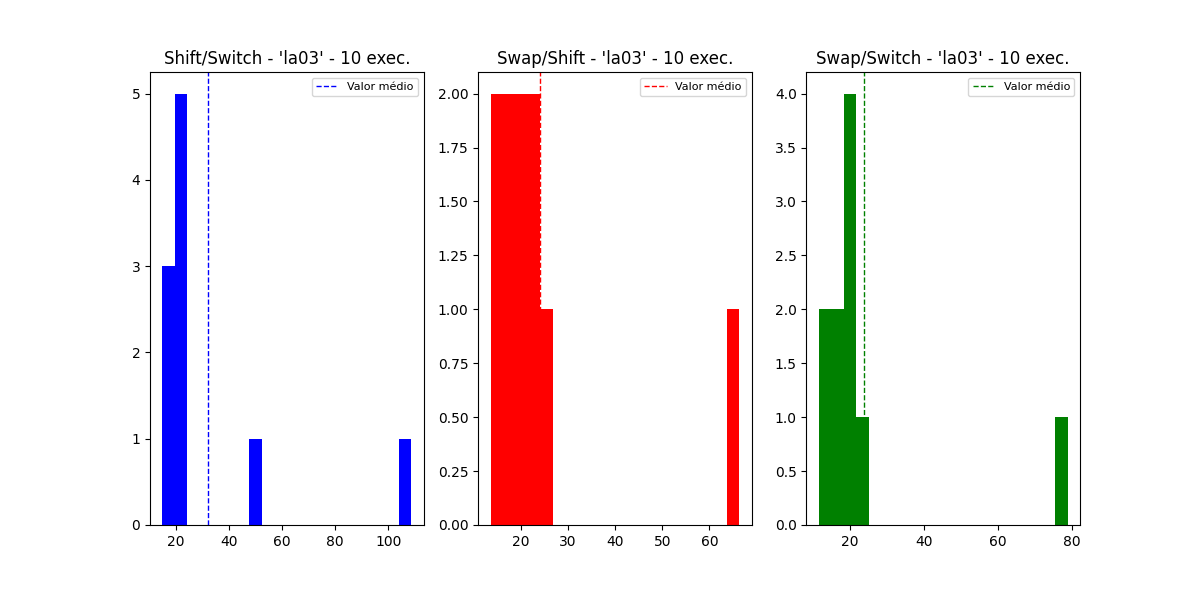 Shift/Switch - 'la03' - 10 exec.
Valor médio
5
4
3
2
1
0
20 40 60 80 100
Swap/Shift - 'la03' - 10 exec.
Valor médio
2.00
1.75
1.50
1.25
1.00
0.75
0.50
0.25
0.00
20 30 40 50 60
Swap/Switch - 'la03' - 10 exec.
Valor médio
4.0
3.5
3.0
2.5
2.0
1.5
1.0
0.5
0.0
20 40 60 80